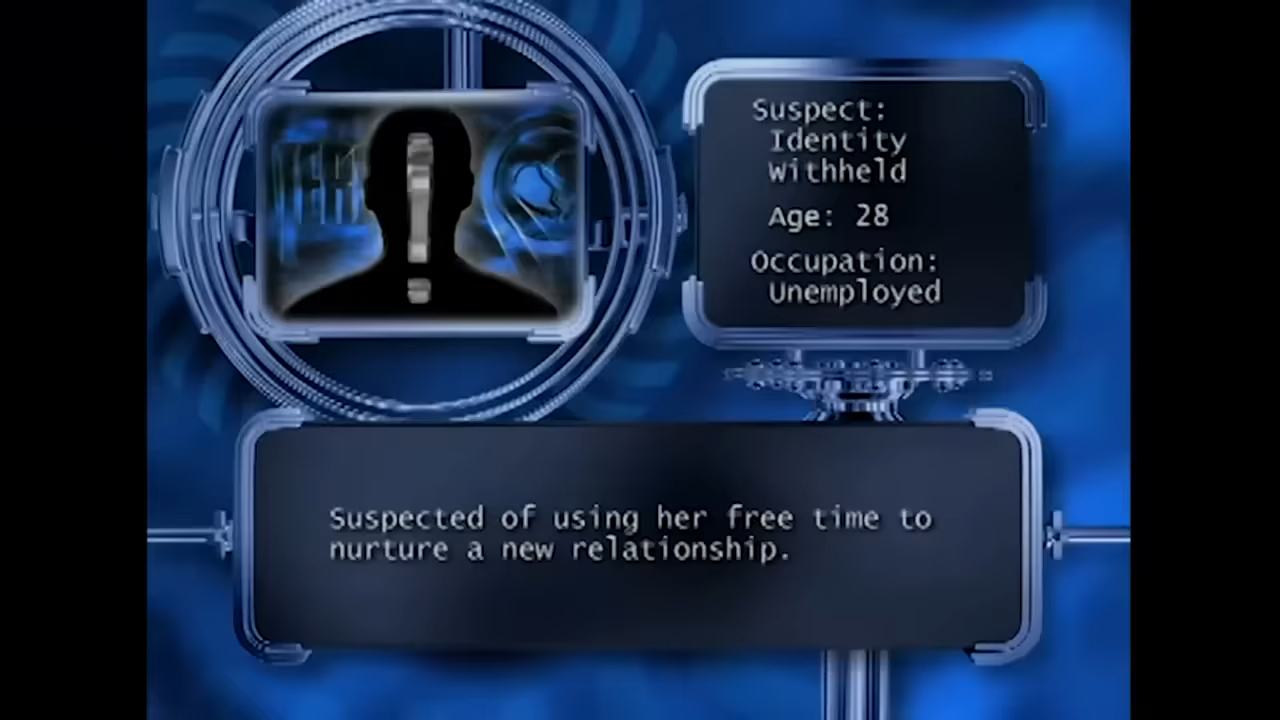 Suspect:
Identity
Withheld
Age: 28
Occupation:
Unemployed
Suspected of using her free time to
nurture a new relationship.